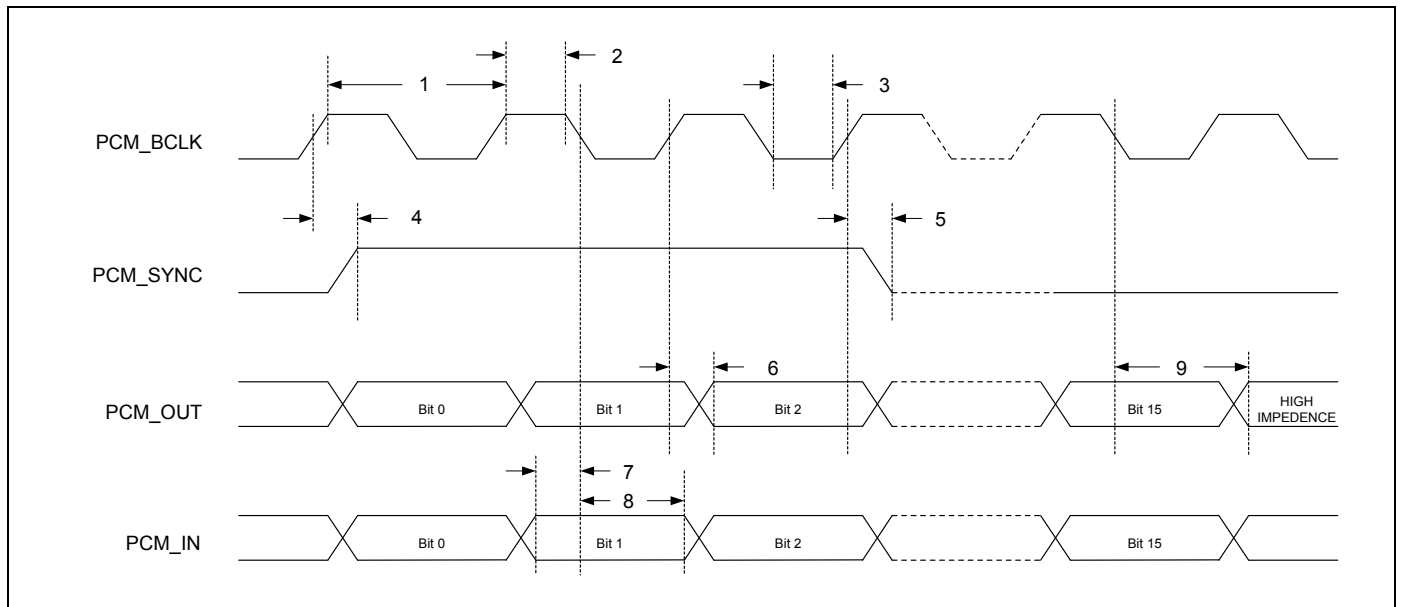 2
1
3
PCM_BCLK
4
5
PCM_SYNC
6
9
PCM_OUT
Bit 0
Bit 1
Bit 2
Bit 15
HIGH
IMPEDENCE
7
8
PCM_IN
Bit 0
Bit 1
Bit 2
Bit 15